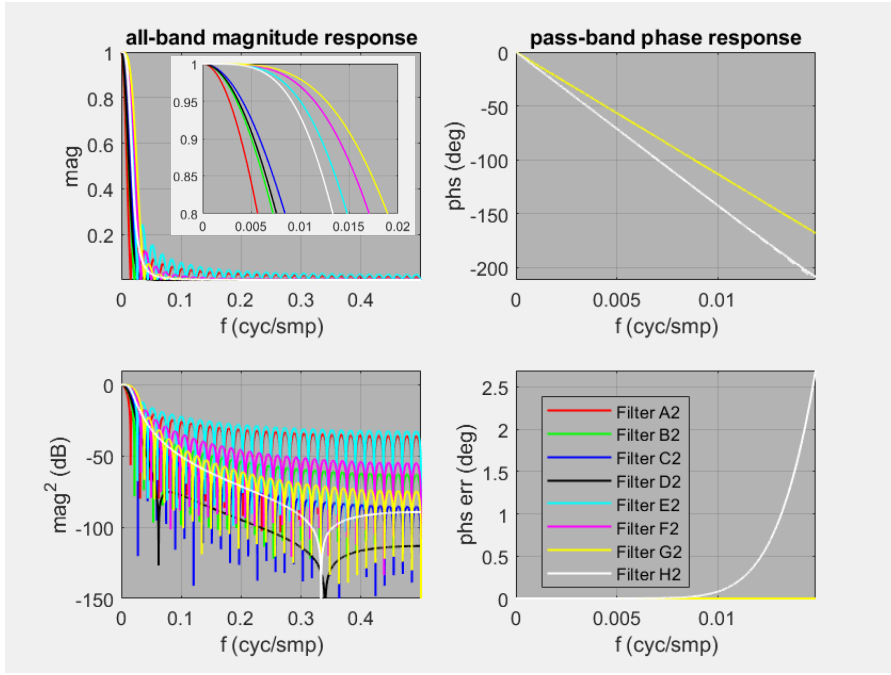 all-band magnitude response
pass-band phase response
1
0.8
0.6
0.4
0.2
mag
1
0.95
0.9
0.85
0.8
0
0.005
0.01
0.015
0.02
0
0.1
0.2
0.3
0.4
f (cyc/smp)
0
-50
-100
-150
-200
phs (deg)
0
0.005
0.01
f (cyc/smp)
0
-50
-100
-150
mag2 (dB)
0
0.1
0.2
0.3
0.4
f (cyc/smp)
2.5
2
1.5
1
0.5
0
phs err (deg)
Filter A2
Filter B2
Filter C2
Filter D2
Filter E2
Filter F2
Filter G2
Filter H2
0
0.005
0.01
f (cyc/smp)